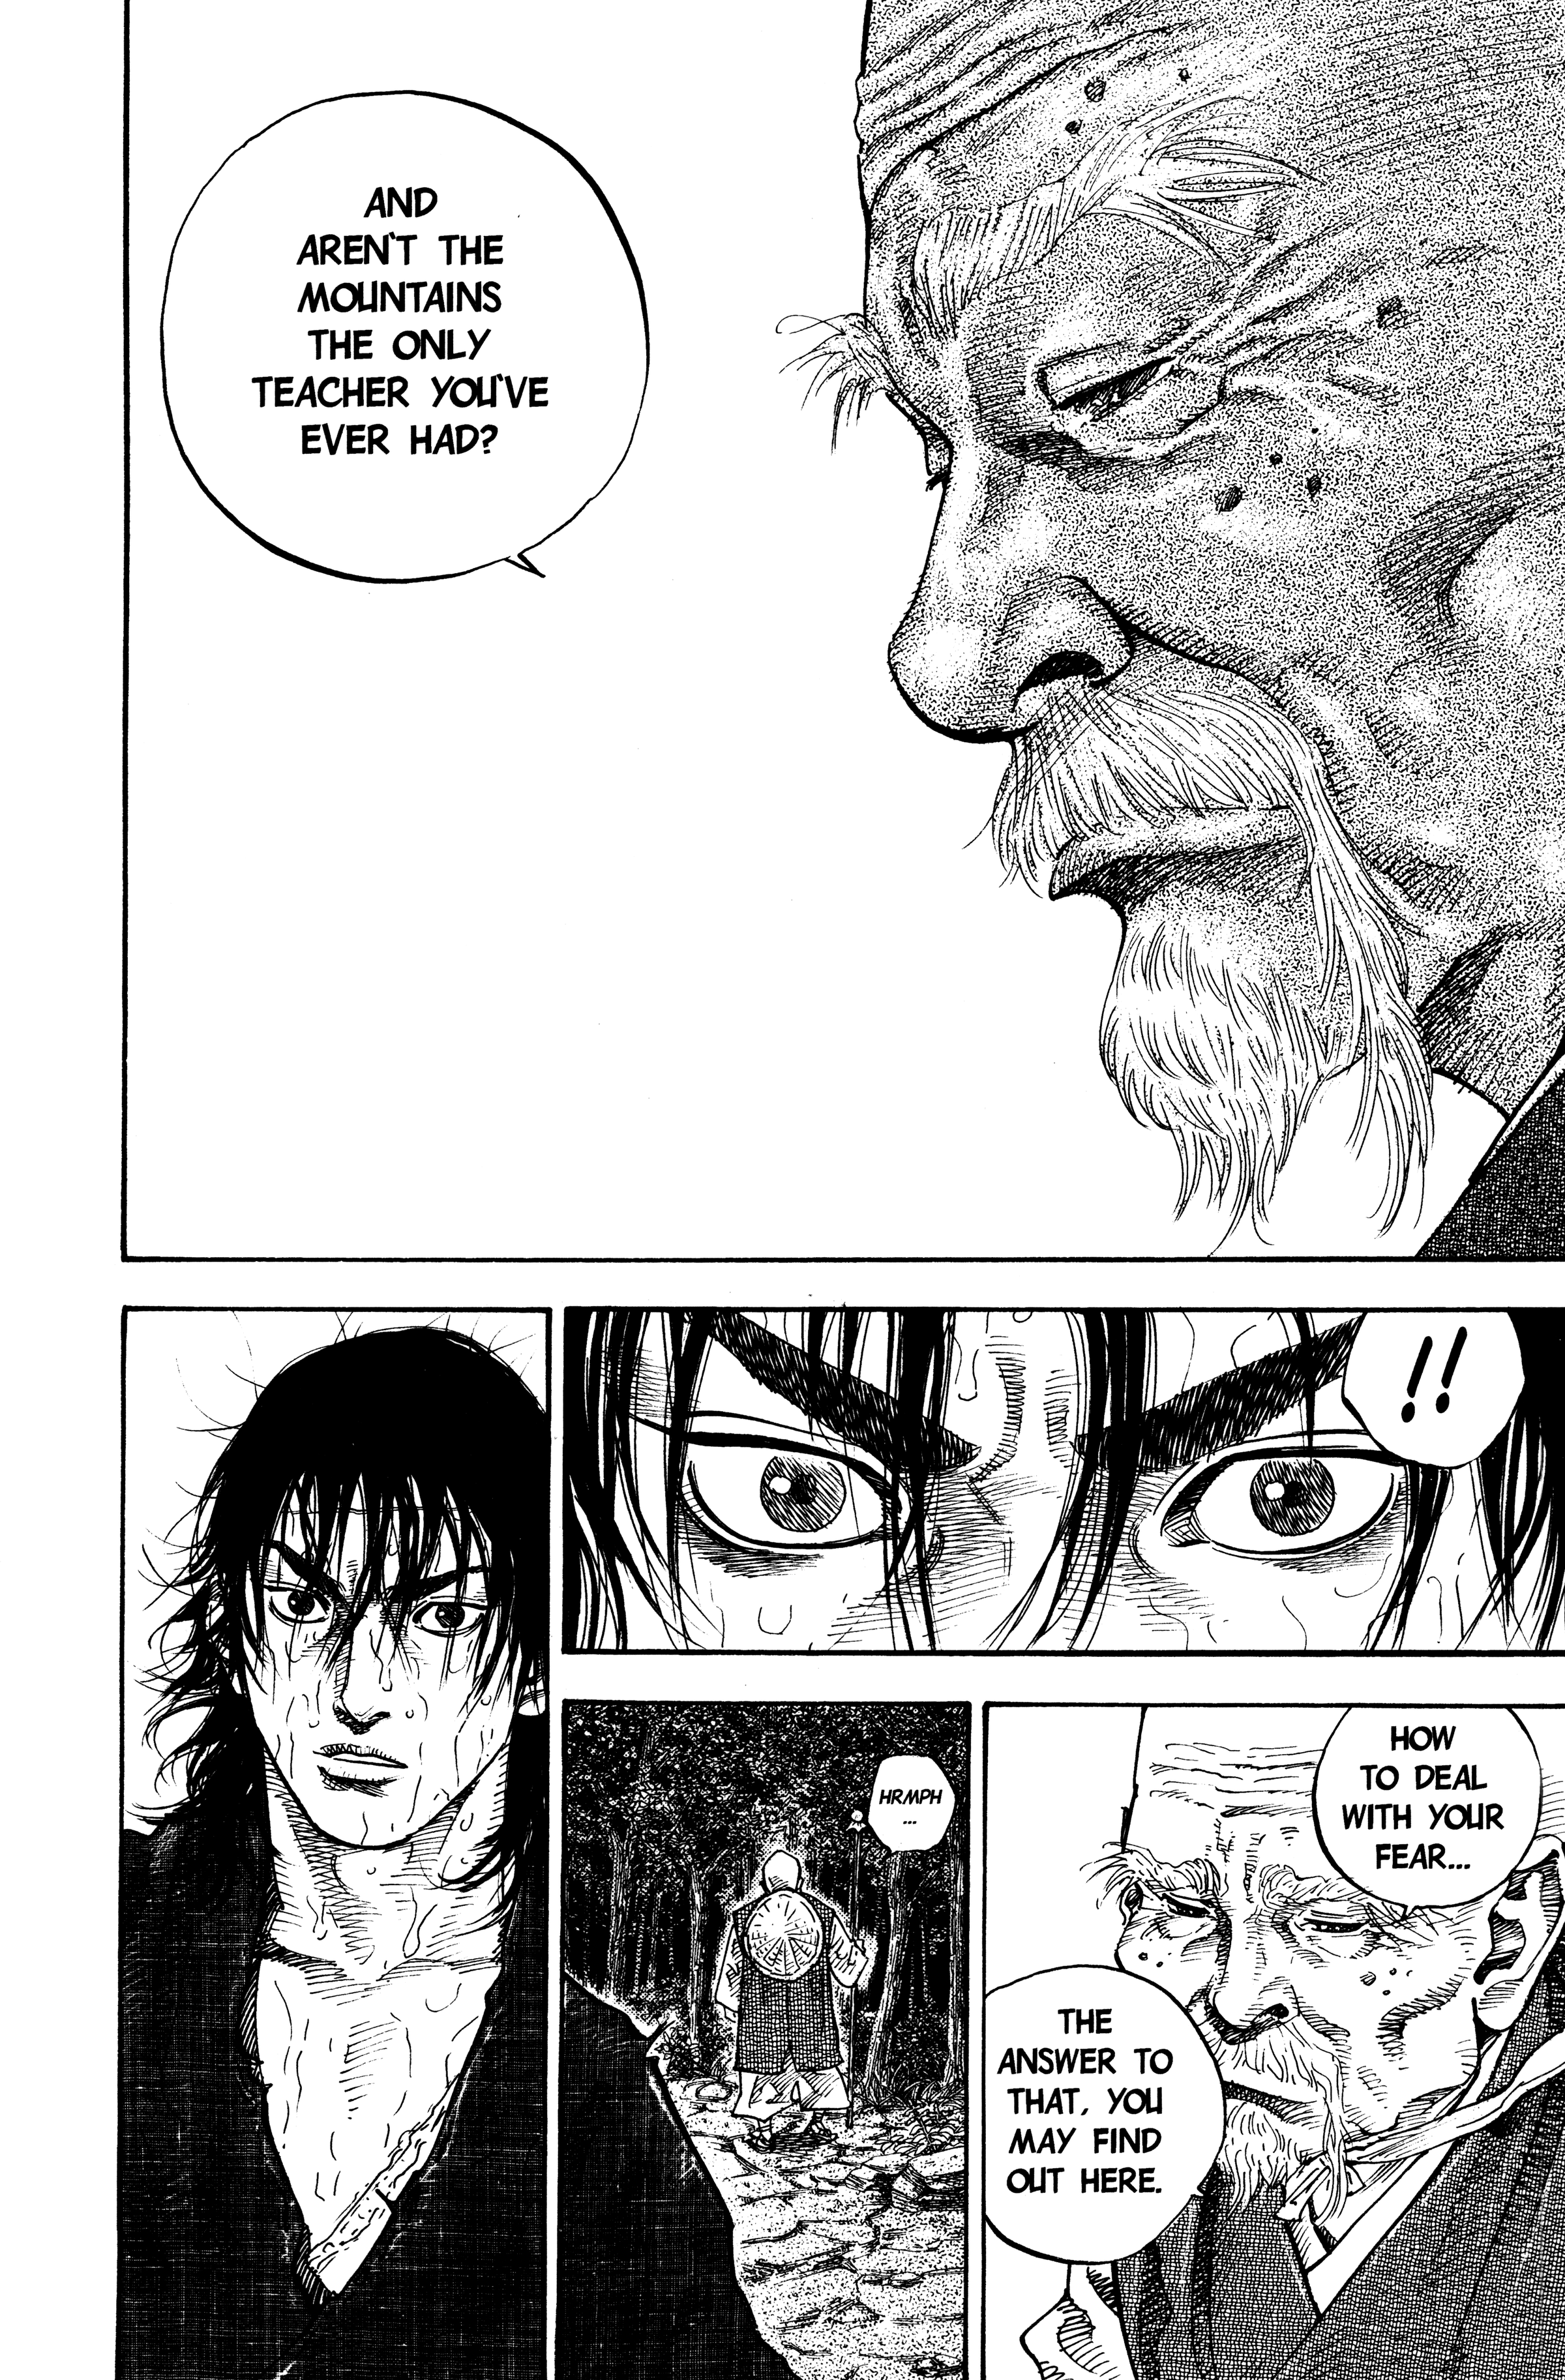 AND
AREN'T THE
MOUNTAINS
THE ONLY
TEACHER YOU'VE
EVER HAD?
!!
HOW
TO DEAL
WITH YOUR
FEAR...
THE
ANSWER TO
THAT, YOU
MAY FIND
OUT HERE.
HRMPH
...